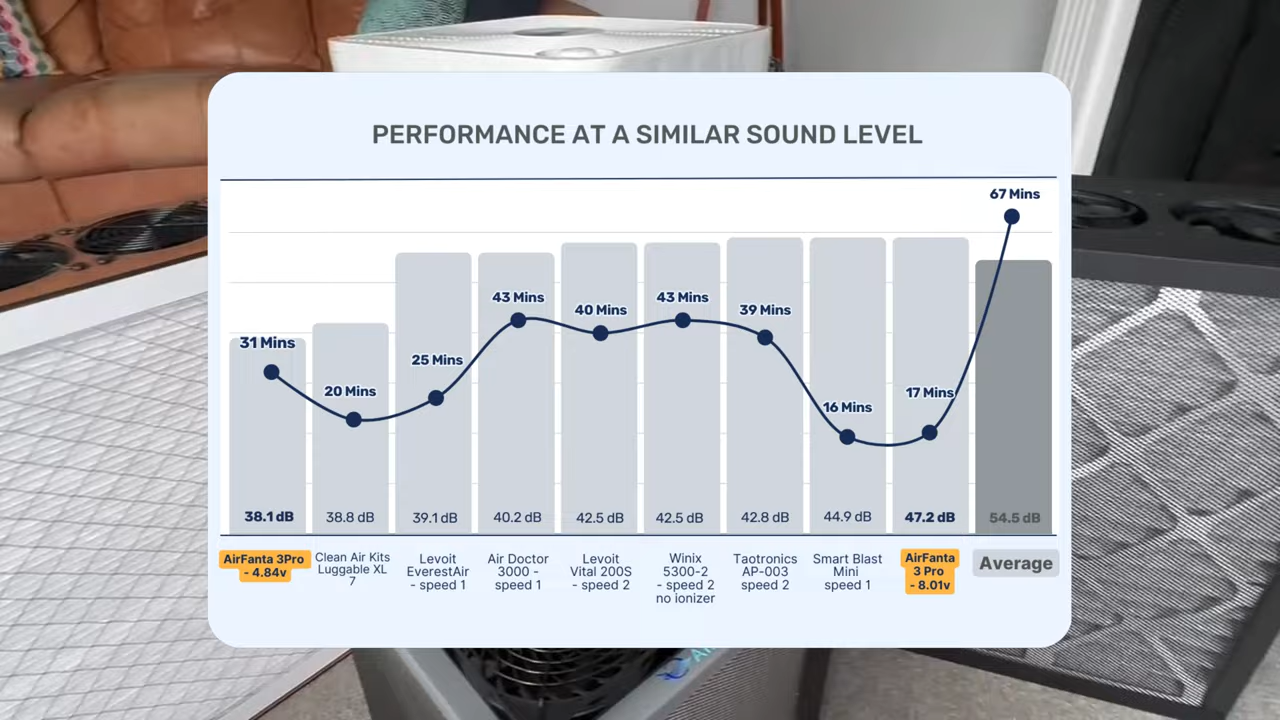 PERFORMANCE AT A SIMILAR SOUND LEVEL
67 Mins
43 Mins
40 Mins
43 Mins
39 Mins
31 Mins
25 Mins
20 Mins
16 Mins
17 Mins
38.1 dB
38.8 dB
39.1 dB
40.2 dB
42.5 dB
42.5 dB
42.8 dB
44.9 dB
47.2 dB
54.5 dB
AirFanta 3Pro
- 4.84v
Clean Air Kits
Luggable XL
7
Levoit
EverestAir
- speed 1
Air Doctor
3000 -
speed 1
Levoit
Vital 200S
- speed 2
Winix
5300-2
- speed 2
no ionizer
Taotronics
AP-003
speed 2
Smart Blast
Mini
speed 1
AirFanta
3 Pro
- 8.01v
Average